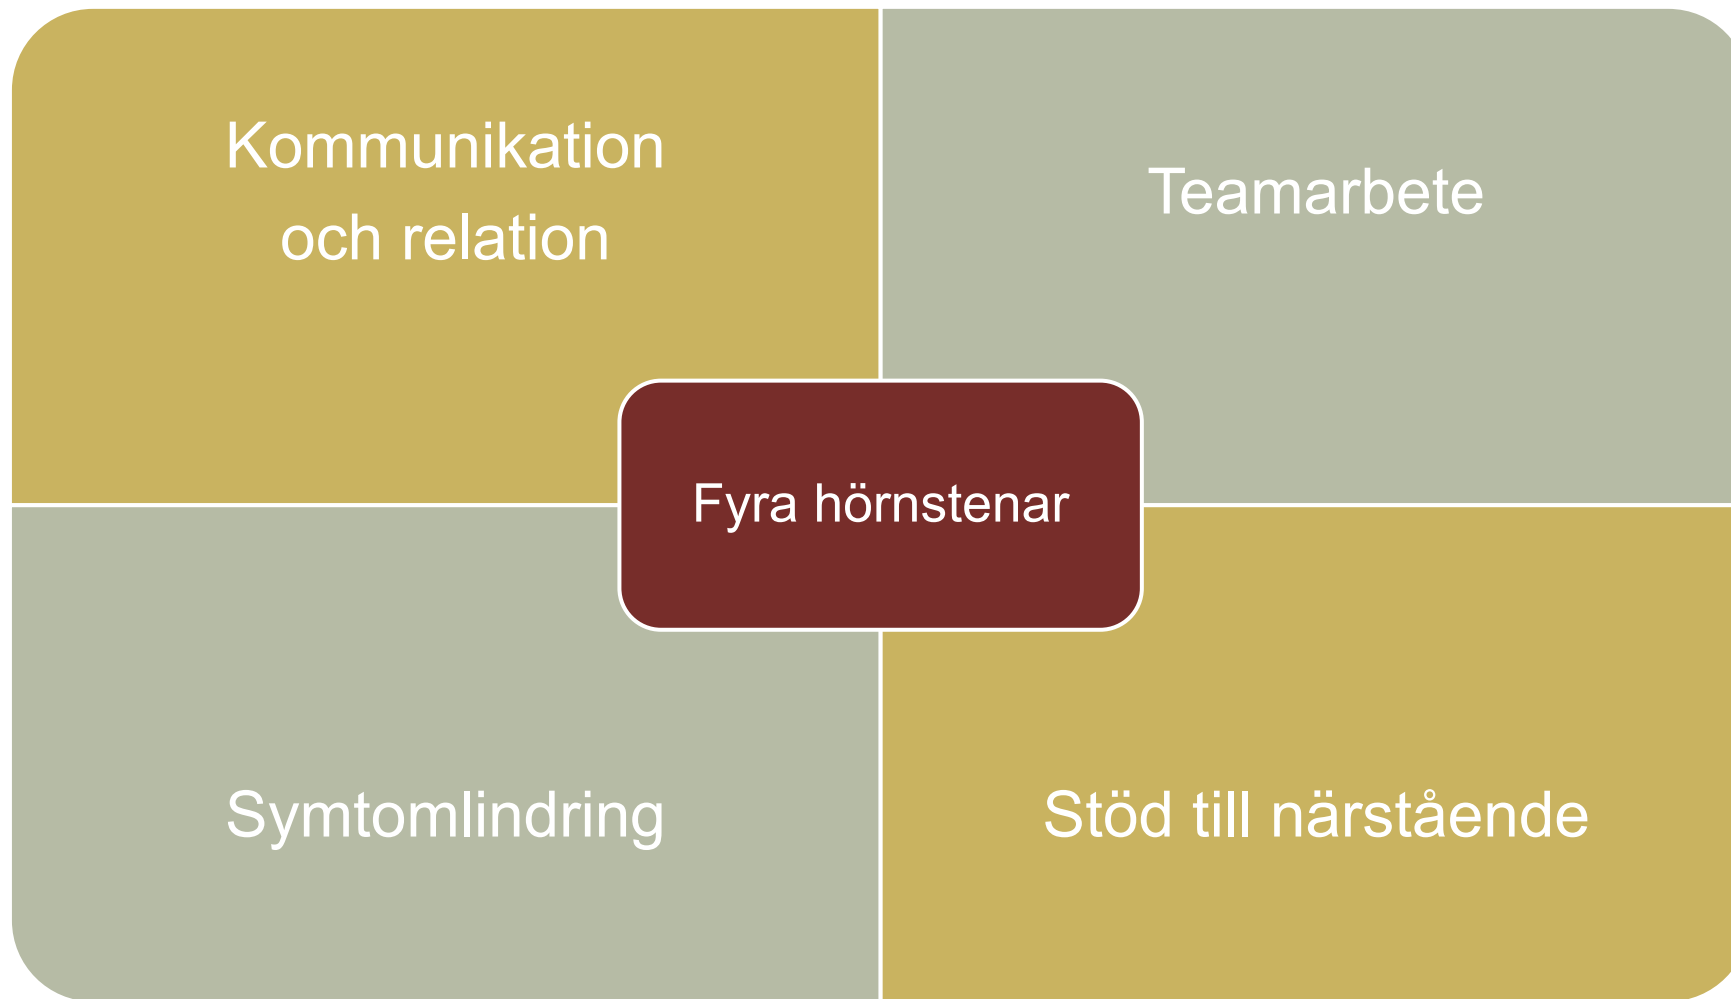 Kommunikation
och relation
Teamarbete
Fyra hörnstenar
Symtomlindring
Stöd till närstående